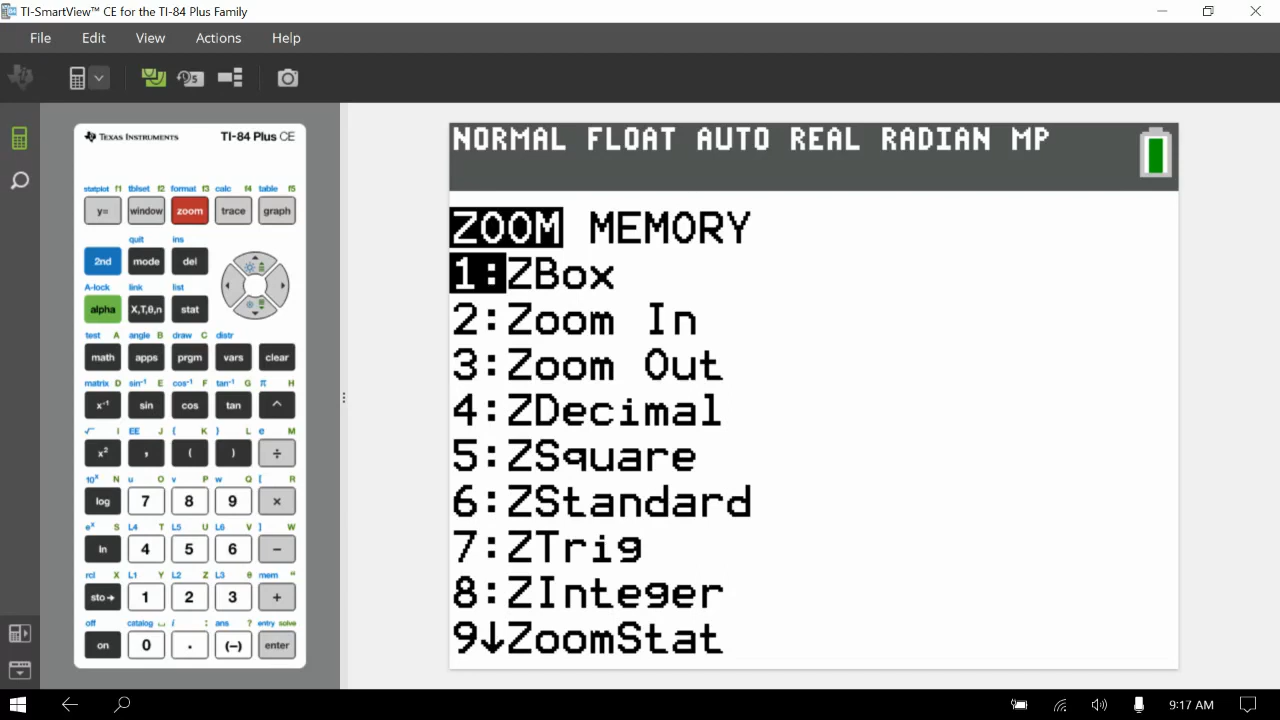 TI-SmartView™ CE for the TI-84 Plus Family
File Edit View Actions Help
TEXAS INSTRUMENTS TI-84 Plus CE
statplot f1 tblset f2 format f3 calc f4 table f5
y= window zoom trace graph
quit ins
2nd mode del
A-lock link list
alpha X,T,θ,n stat
test A angle B draw C distr
math apps prgm vars clear
matrix D sin⁻¹ E cos⁻¹ F tan⁻¹ G π H
x⁻¹ sin cos tan ^
√ I EE J { K } L e M
x² , ( ) ÷
10ˣ N u O v P w Q [ R
log 7 8 9 ×
eˣ S L4 T L5 U L6 V ] W
ln 4 5 6 −
rcl X L1 Y L2 Z L3 θ mem "
sto→ 1 2 3 +
off catalog i : ans ? entry solve
on 0 . (−) enter
NORMAL FLOAT AUTO REAL RADIAN MP
ZOOM MEMORY
1:ZBox
2:Zoom In
3:Zoom Out
4:ZDecimal
5:ZSquare
6:ZStandard
7:ZTrig
8:ZInteger
9↓ZoomStat
9:17 AM